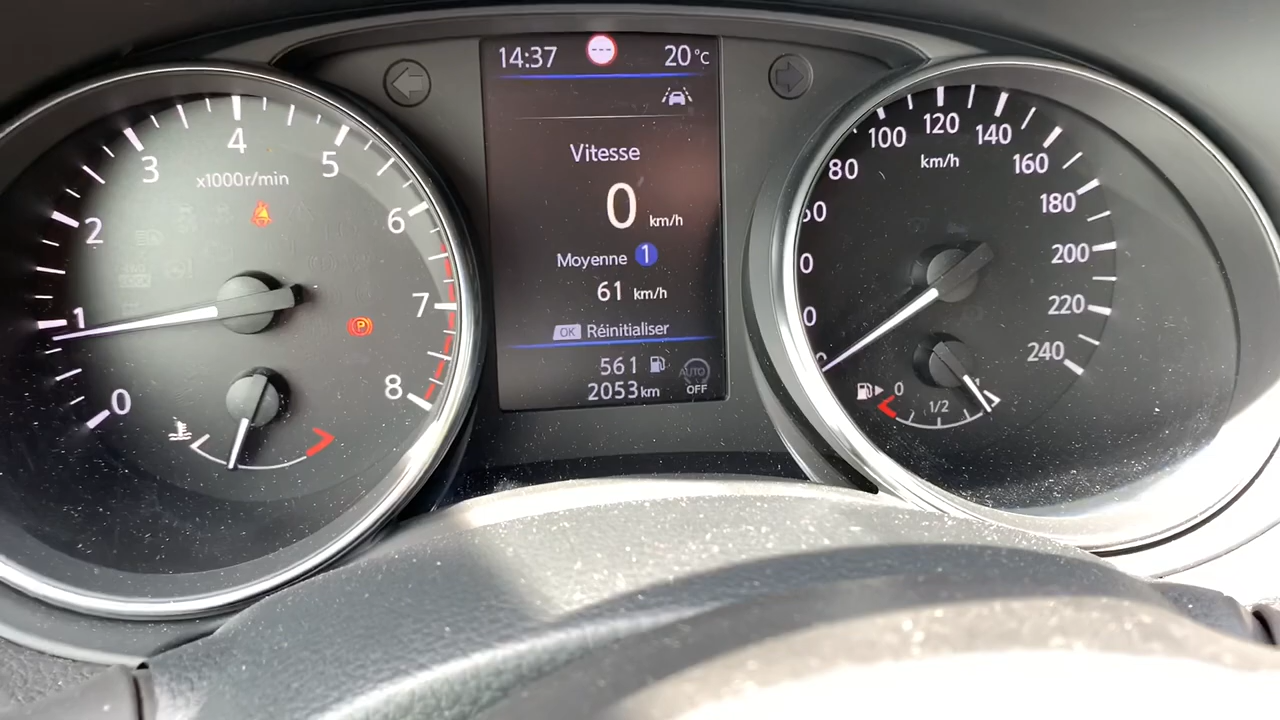 14:37
20°C
Vitesse
0 km/h
Moyenne 1
61 km/h
OK Réinitialiser
561
2053km
AUTO
OFF
0
1
2
3
4
5
6
7
8
x1000r/min
P
80
100
120
140
160
180
200
220
240
km/h
0
1/2